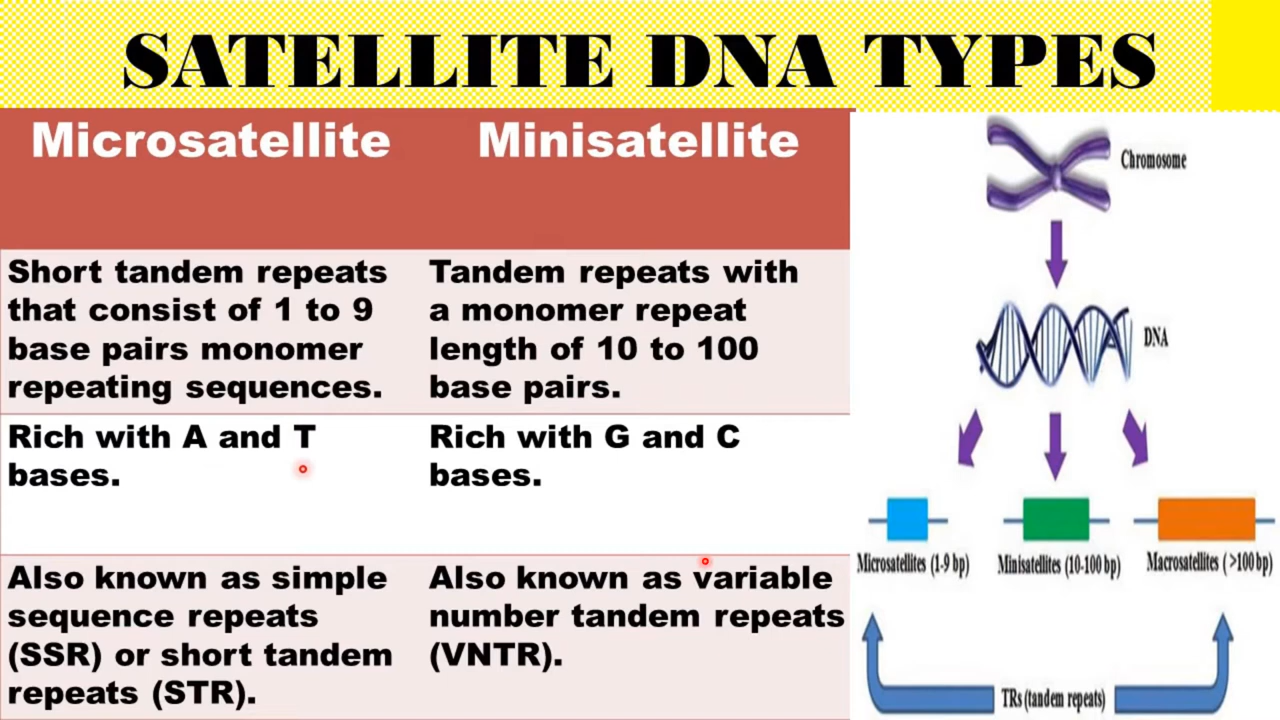 SATELLITE DNA TYPES
Microsatellite
Minisatellite
Short tandem repeats
that consist of 1 to 9
base pairs monomer
repeating sequences.
Tandem repeats with
a monomer repeat
length of 10 to 100
base pairs.
Rich with A and T
bases.
Rich with G and C
bases.
Also known as simple
sequence repeats
(SSR) or short tandem
repeats (STR).
Also known as variable
number tandem repeats
(VNTR).
Chromosome
DNA
Microsatellites (1-9 bp)
Minisatellites (10-100 bp)
Macrosatellites ( >100 bp)
TRs (tandem repeats)